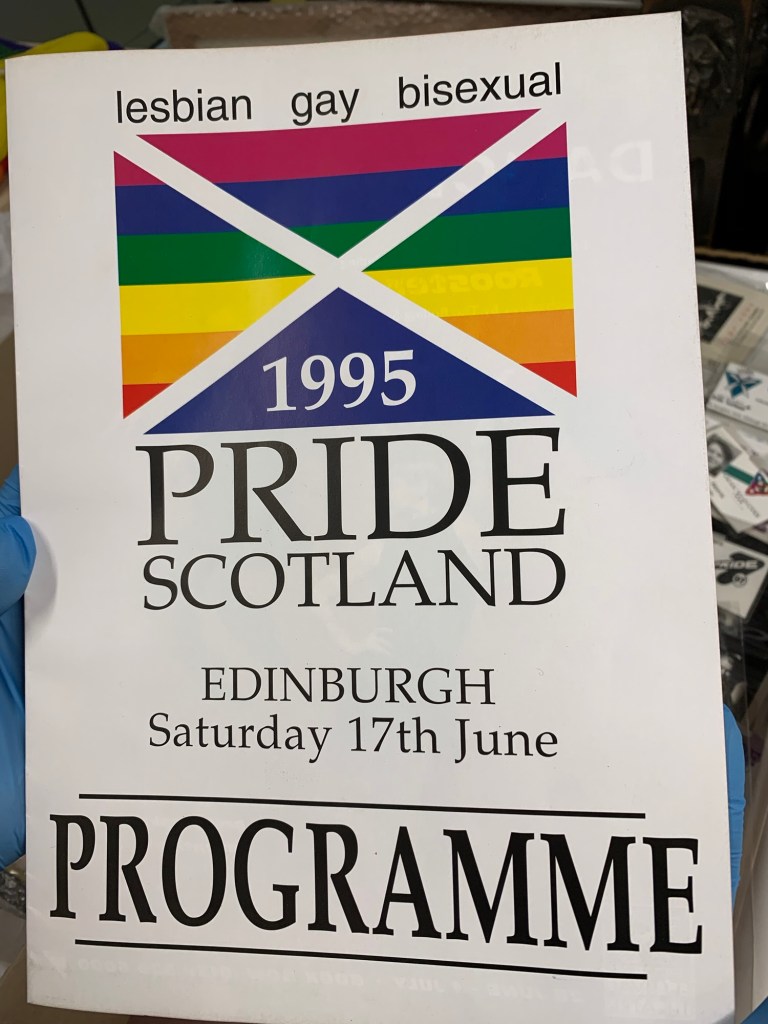 lesbian gay bisexual
1995
PRIDE
SCOTLAND
EDINBURGH
Saturday 17th June
PROGRAMME